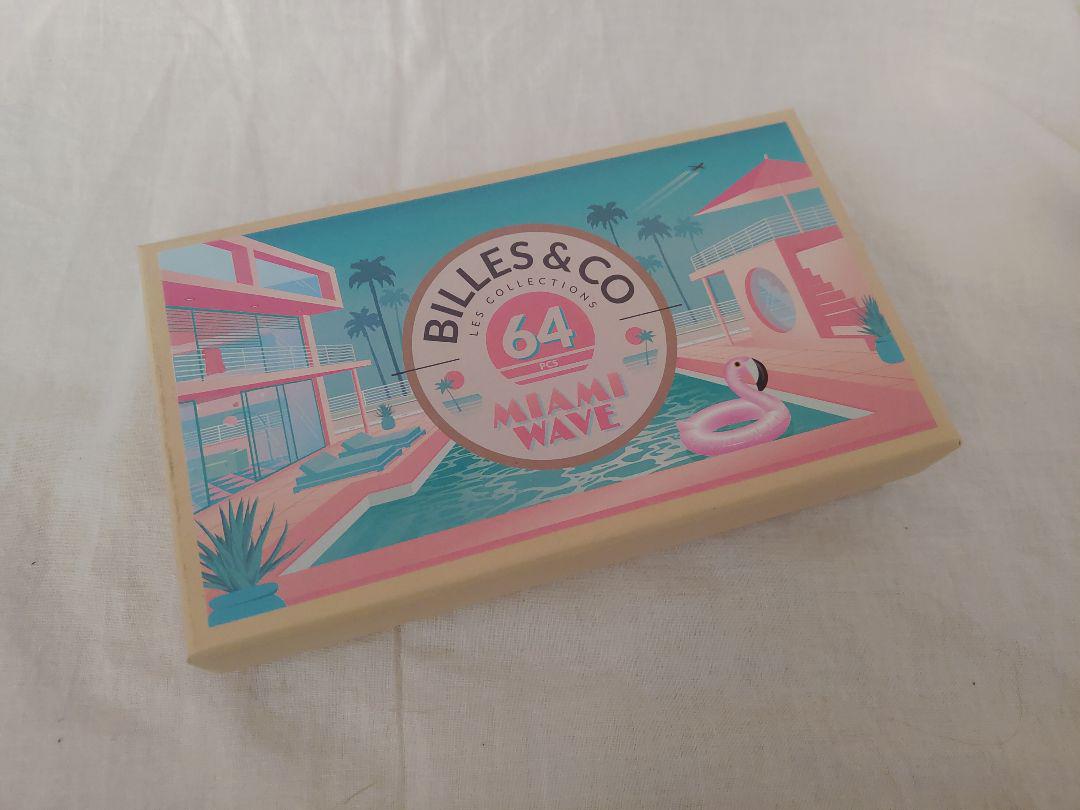 BILLES & CO
LES COLLECTIONS
64
PCS
MIAMI
WAVE